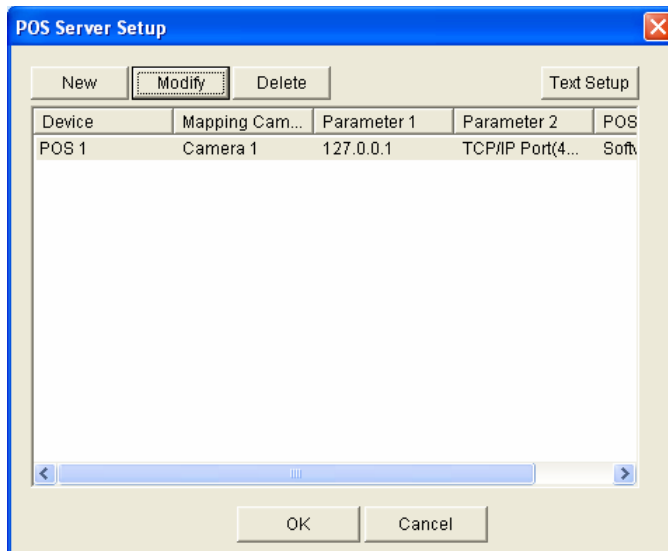 POS Server Setup
New Modify Delete Text Setup
Device Mapping Cam... Parameter 1 Parameter 2 POS
POS 1 Camera 1 127.0.0.1 TCP/IP Port(4... Softw
OK Cancel